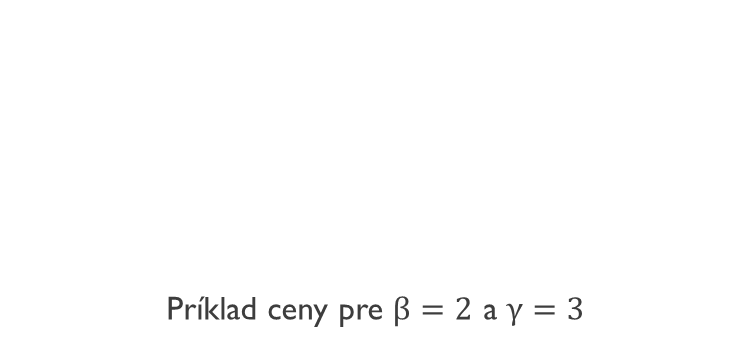 Príklad ceny pre β = 2 a γ = 3